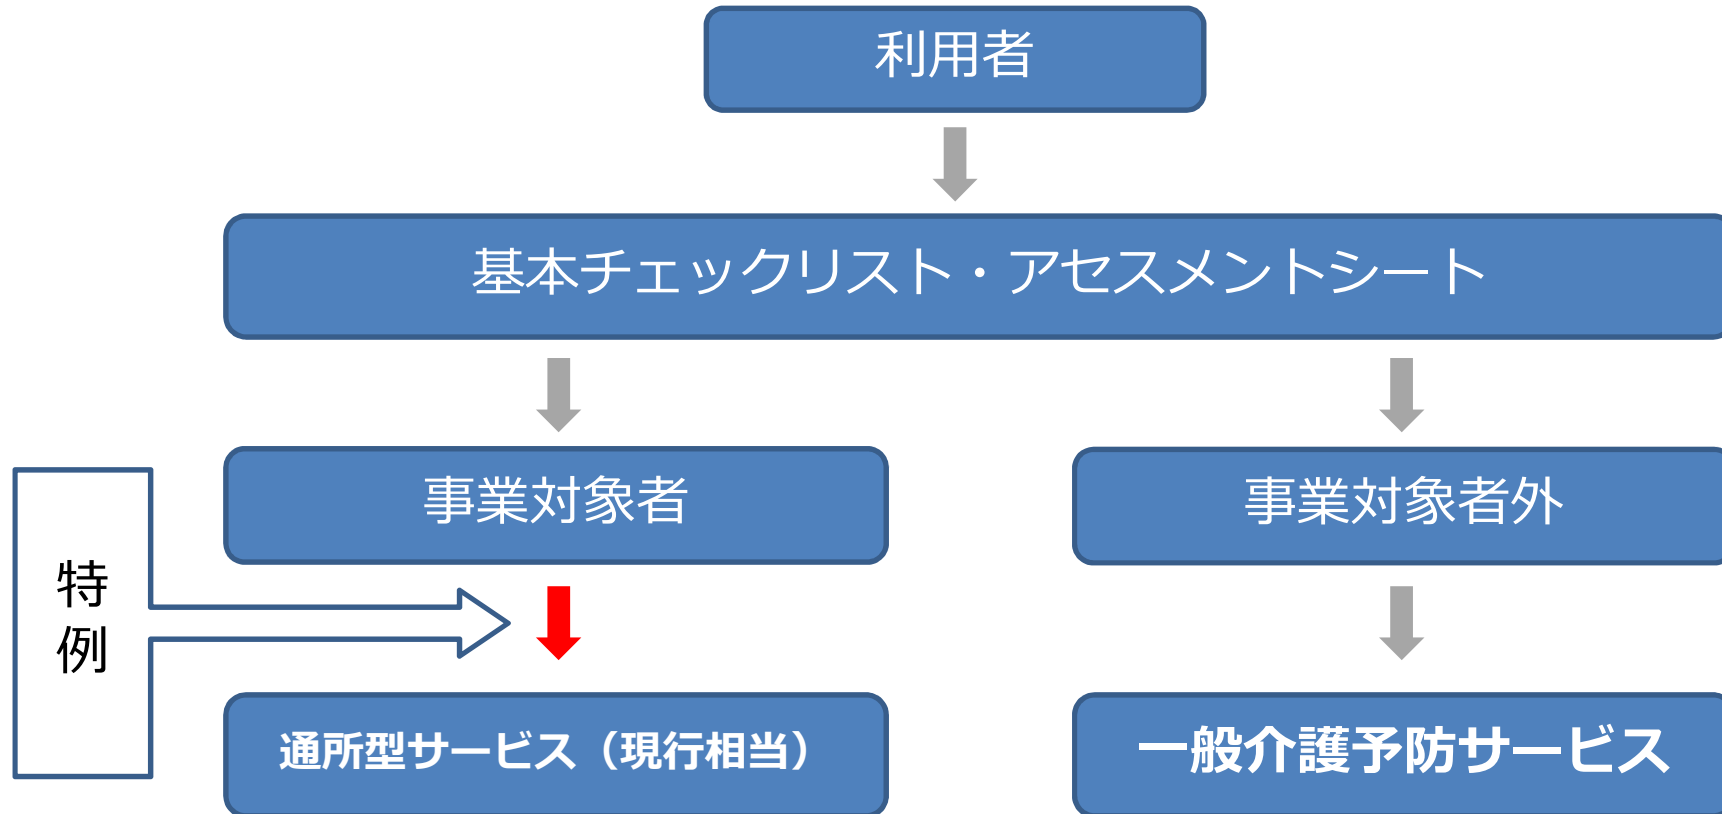 利用者
基本チェックリスト・アセスメントシート
事業対象者
事業対象者外
特
例
通所型サービス（現行相当）
一般介護予防サービス